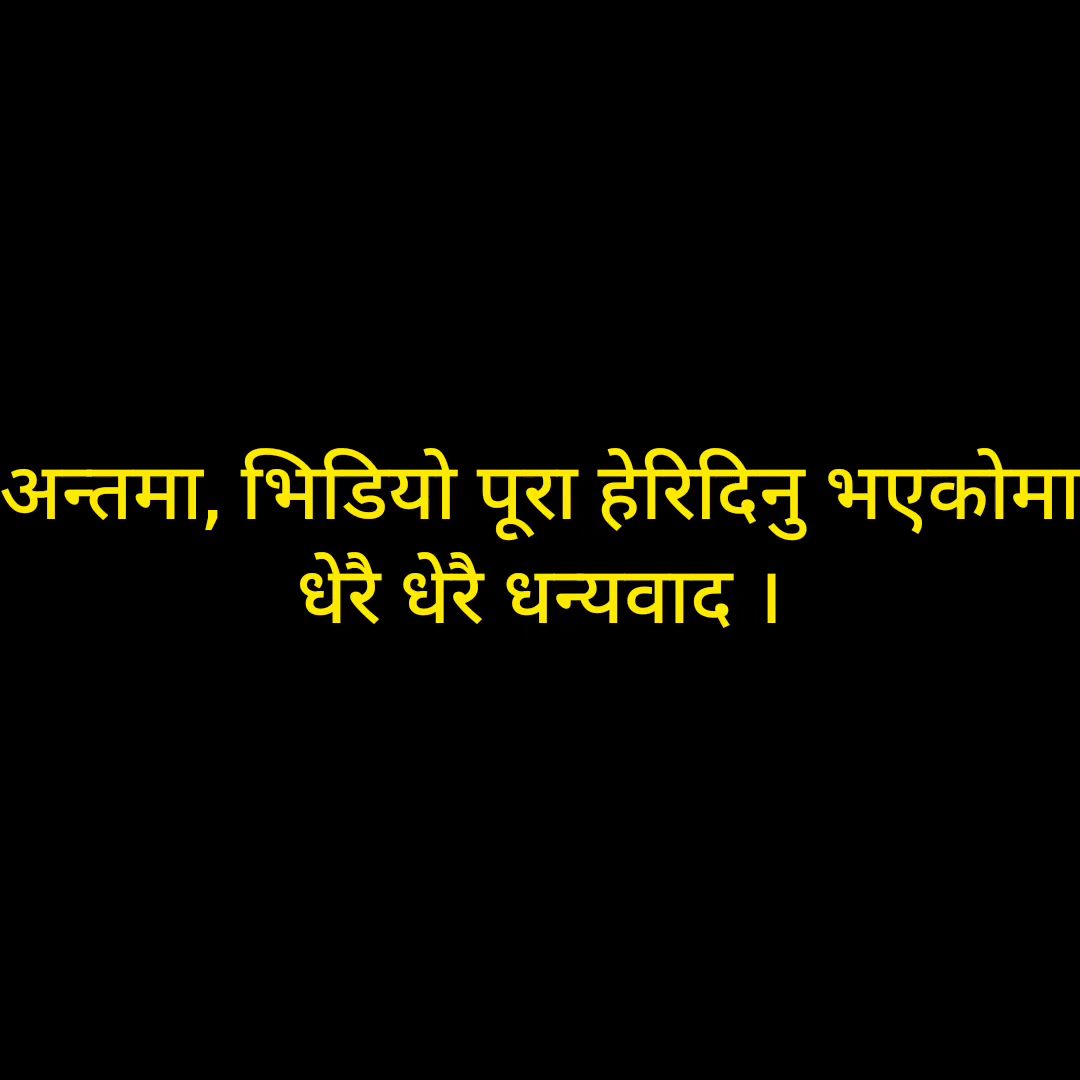 अन्तमा, भिडियो पूरा हेरिदिनु भएकोमा
धेरै धेरै धन्यवाद ।